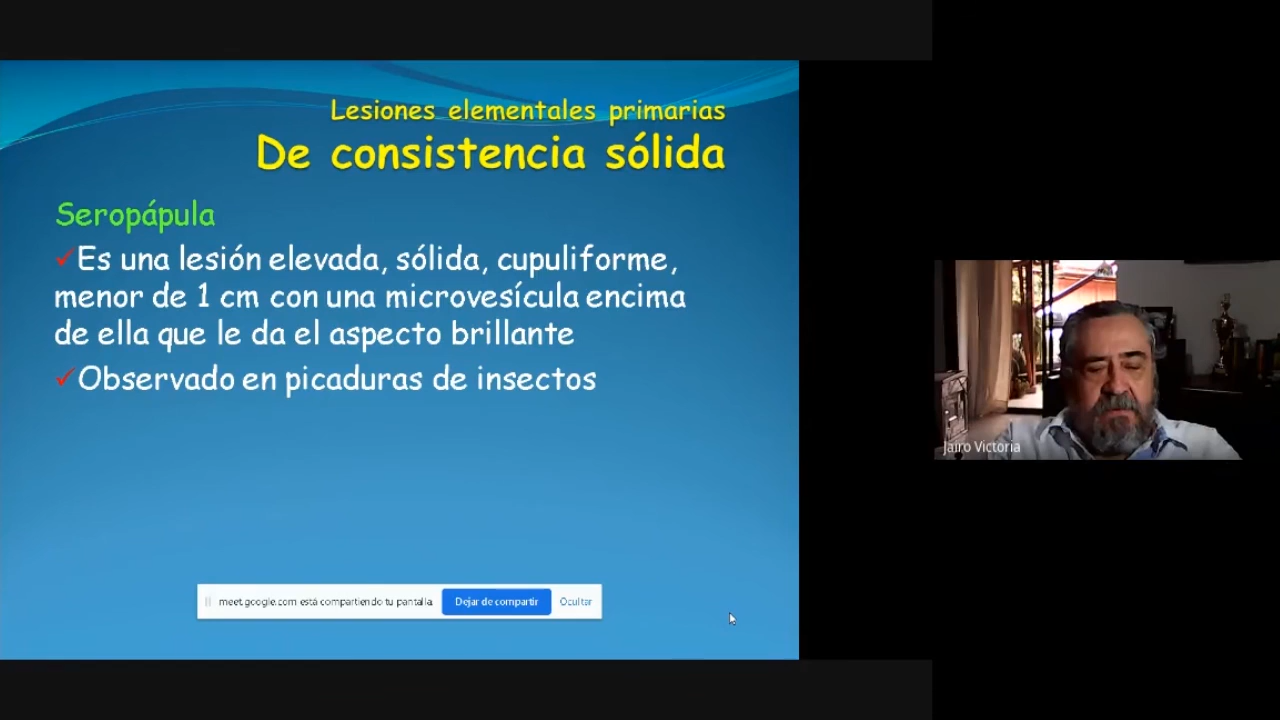 Lesiones elementales primarias
De consistencia sólida
Seropápula
✓Es una lesión elevada, sólida, cupuliforme,
menor de 1 cm con una microvesícula encima
de ella que le da el aspecto brillante
✓Observado en picaduras de insectos
meet.google.com está compartiendo tu pantalla. Dejar de compartir Ocultar
Jairo Victoria